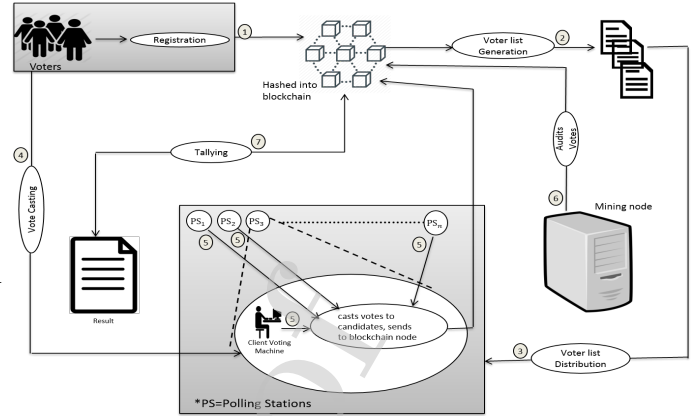 Voters
Registration
1
Hashed into
blockchain
Voter list
Generation
2
4
Vote Casting
Tallying
7
Audits
Votes
6
Mining node
Result
PS1
PS2
PS3
PSn
5
5
5
5
Client Voting
Machine
casts votes to
candidates, sends
to blockchain node
3
Voter list
Distribution
*PS=Polling Stations